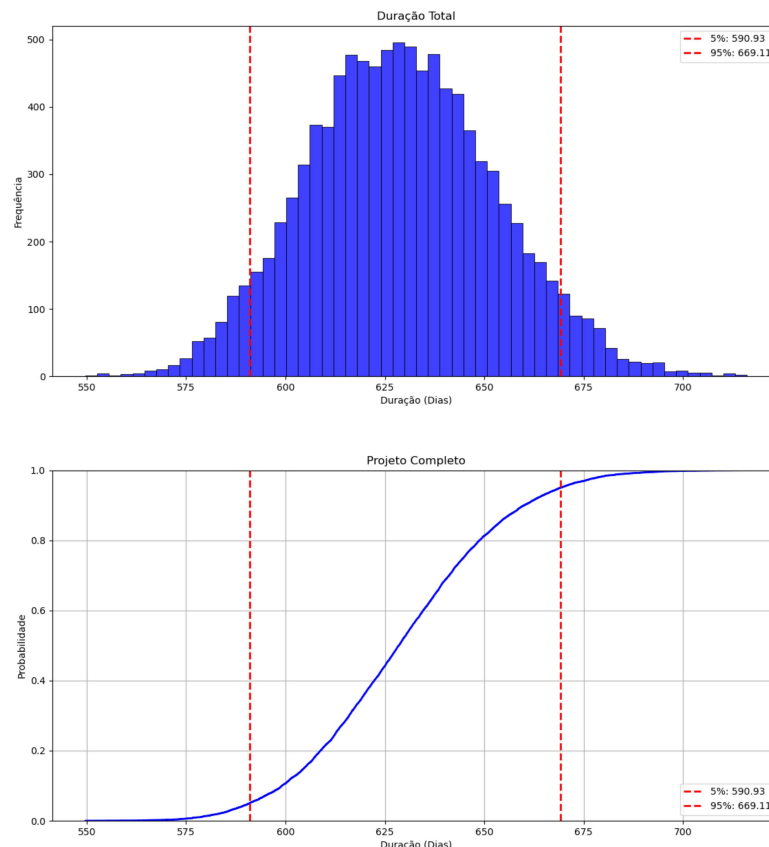 Duração Total
5%: 590.93
95%: 669.11
500
400
300
200
100
0
Frequência
550 575 600 625 650 675 700
Duração (Dias)
Projeto Completo
1.0
0.8
0.6
0.4
0.2
0.0
Probabilidade
5%: 590.93
95%: 669.11
550 575 600 625 650 675 700
Duração (Dias)